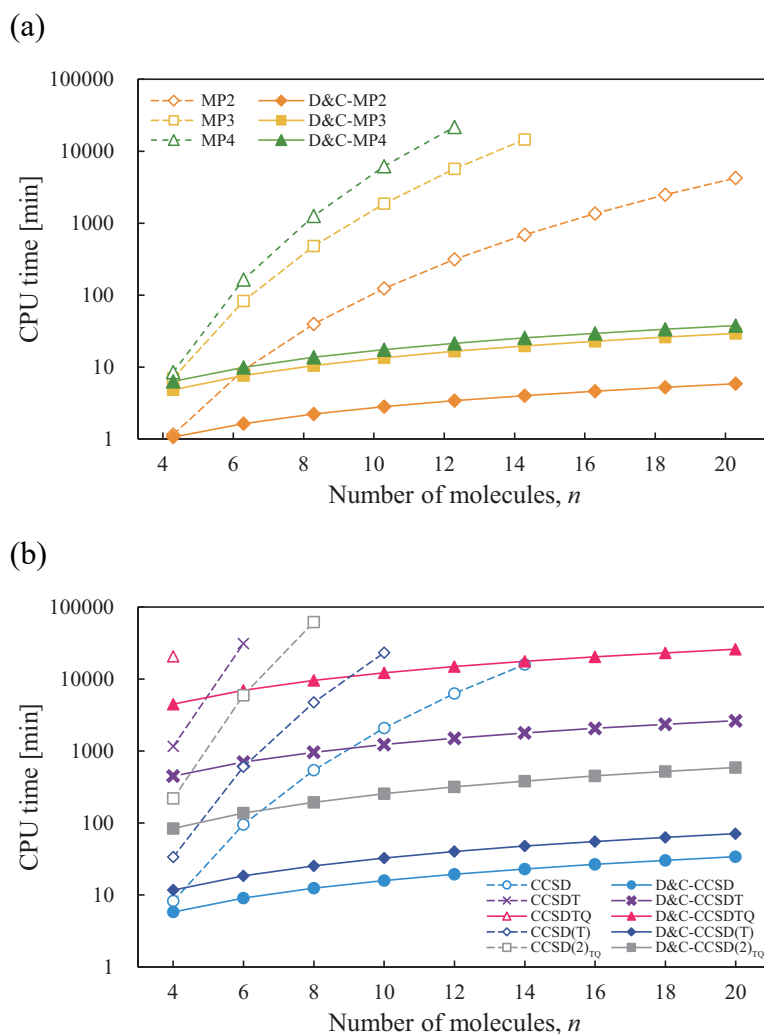 (a)
100000
10000
1000
100
10
1
CPU time [min]
MP2 D&C-MP2
MP3 D&C-MP3
MP4 D&C-MP4
4 6 8 10 12 14 16 18 20
Number of molecules, n
(b)
100000
10000
1000
100
10
1
CPU time [min]
CCSD D&C-CCSD
CCSDT D&C-CCSDT
CCSDTQ D&C-CCSDTQ
CCSD(T) D&C-CCSD(T)
CCSD(2)TQ D&C-CCSD(2)TQ
4 6 8 10 12 14 16 18 20
Number of molecules, n